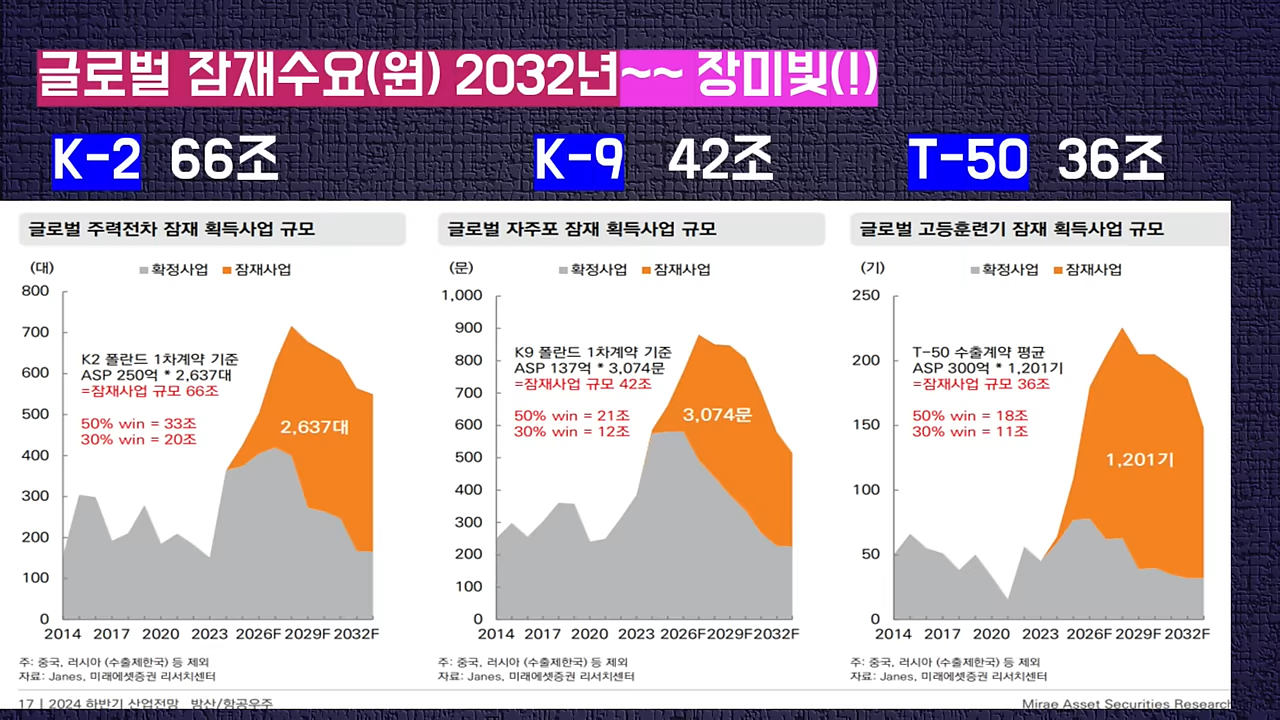 글로벌 잠재수요(원) 2032년~~ 장미빛(!)
K-2 66조
K-9 42조
T-50 36조
글로벌 주력전차 잠재 획득사업 규모
(대)
확정사업 잠재사업
800
700
600
500
400
300
200
100
0
K2 폴란드 1차계약 기준
ASP 250억 * 2,637대
=잠재사업 규모 66조
50% win = 33조
30% win = 20조
2,637대
2014 2017 2020 2023 2026F 2029F 2032F
주: 중국, 러시아 (수출제한국) 등 제외
자료: Janes, 미래에셋증권 리서치센터
글로벌 자주포 잠재 획득사업 규모
(문)
확정사업 잠재사업
1,000
900
800
700
600
500
400
300
200
100
0
K9 폴란드 1차계약 기준
ASP 137억 * 3,074문
=잠재사업 규모 42조
50% win = 21조
30% win = 12조
3,074문
2014 2017 2020 2023 2026F 2029F 2032F
주: 중국, 러시아 (수출제한국) 등 제외
자료: Janes, 미래에셋증권 리서치센터
글로벌 고등훈련기 잠재 획득사업 규모
(기)
확정사업 잠재사업
250
200
150
100
50
0
T-50 수출계약 평균
ASP 300억 * 1,201기
=잠재사업 규모 36조
50% win = 18조
30% win = 11조
1,201기
2014 2017 2020 2023 2026F 2029F 2032F
주: 중국, 러시아 (수출제한국) 등 제외
자료: Janes, 미래에셋증권 리서치센터
17 | 2024 하반기 산업전망 방산/항공우주
Mirae Asset Securities Research